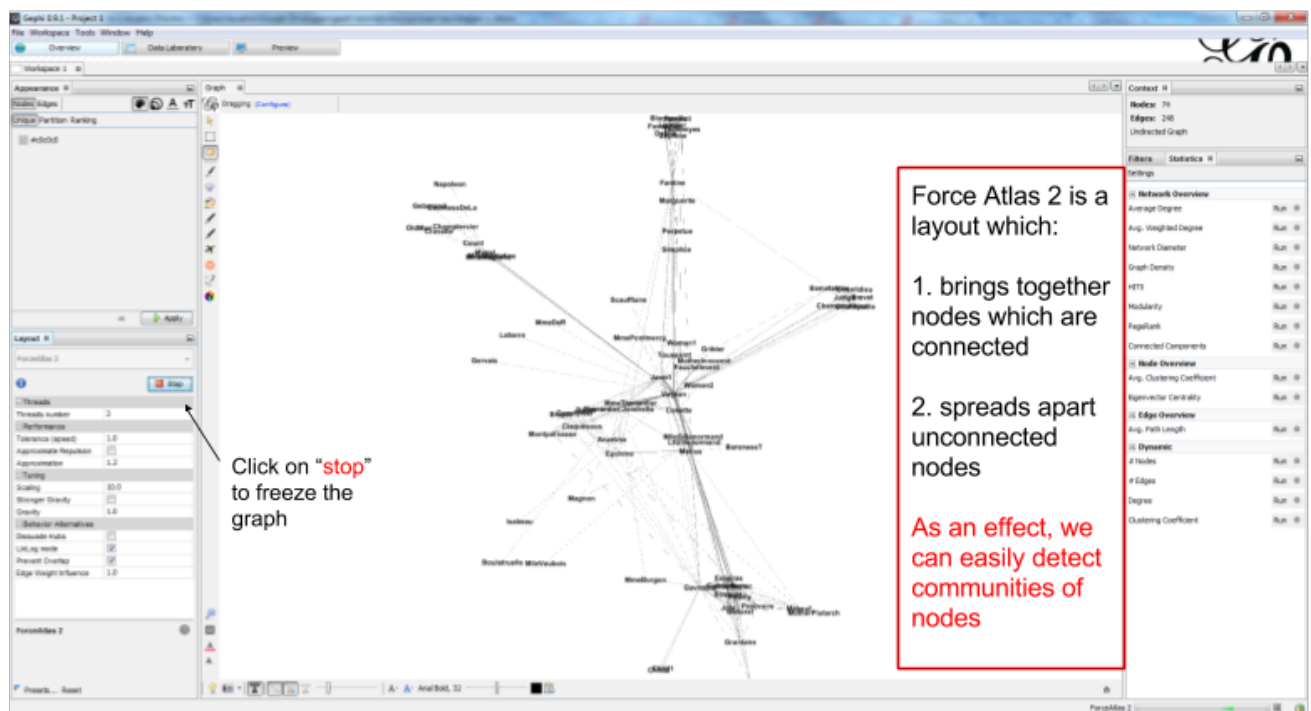 Gephi 0.9.1 - Project 1
File Workspace Tools Window Help
Overview Data Laboratory Preview
Workspace 1
Appearance
Nodes Edges
Unique Partition Ranking
#c0c0c0
Apply
Layout
ForceAtlas 2
Stop
Threads
Threads number 3
Performance
Tolerance (speed) 1.0
Approximate Repulsion
Approximation 1.2
Tuning
Scaling 10.0
Stronger Gravity
Gravity 1.0
Behavior Alternatives
Dissuade Hubs
LinLog mode
Prevent Overlap
Edge Weight Influence 1.0
ForceAtlas 2
Presets... Reset
Graph
Dragging (Configure)
Napoleon
Count
Fantine
Marguerite
Perpetue
Simplice
Scaufflaire
MmeDeR
Labarre
Gervais
MmePontmercy
Woman1
Gribier
Toussaint
MotherInnocent
Fauchelevent
Javert
Woman2
Valjean
Cosette
Claquesous
Montparnasse
Anzelma
Eponine
Marius
BaronessT
Magnon
Isabeau
Boulatruelle MlleVaubois
MmeBurgon
Grantaire
Click on “stop”
to freeze the
graph
Force Atlas 2 is a
layout which:
1. brings together
nodes which are
connected
2. spreads apart
unconnected
nodes
As an effect, we
can easily detect
communities of
nodes
Arial Bold, 32
Context
Nodes: 74
Edges: 248
Undirected Graph
Filters Statistics
Settings
Network Overview
Average Degree Run
Avg. Weighted Degree Run
Network Diameter Run
Graph Density Run
HITS Run
Modularity Run
PageRank Run
Connected Components Run
Node Overview
Avg. Clustering Coefficient Run
Eigenvector Centrality Run
Edge Overview
Avg. Path Length Run
Dynamic
# Nodes Run
# Edges Run
Degree Run
Clustering Coefficient Run
ForceAtlas 2